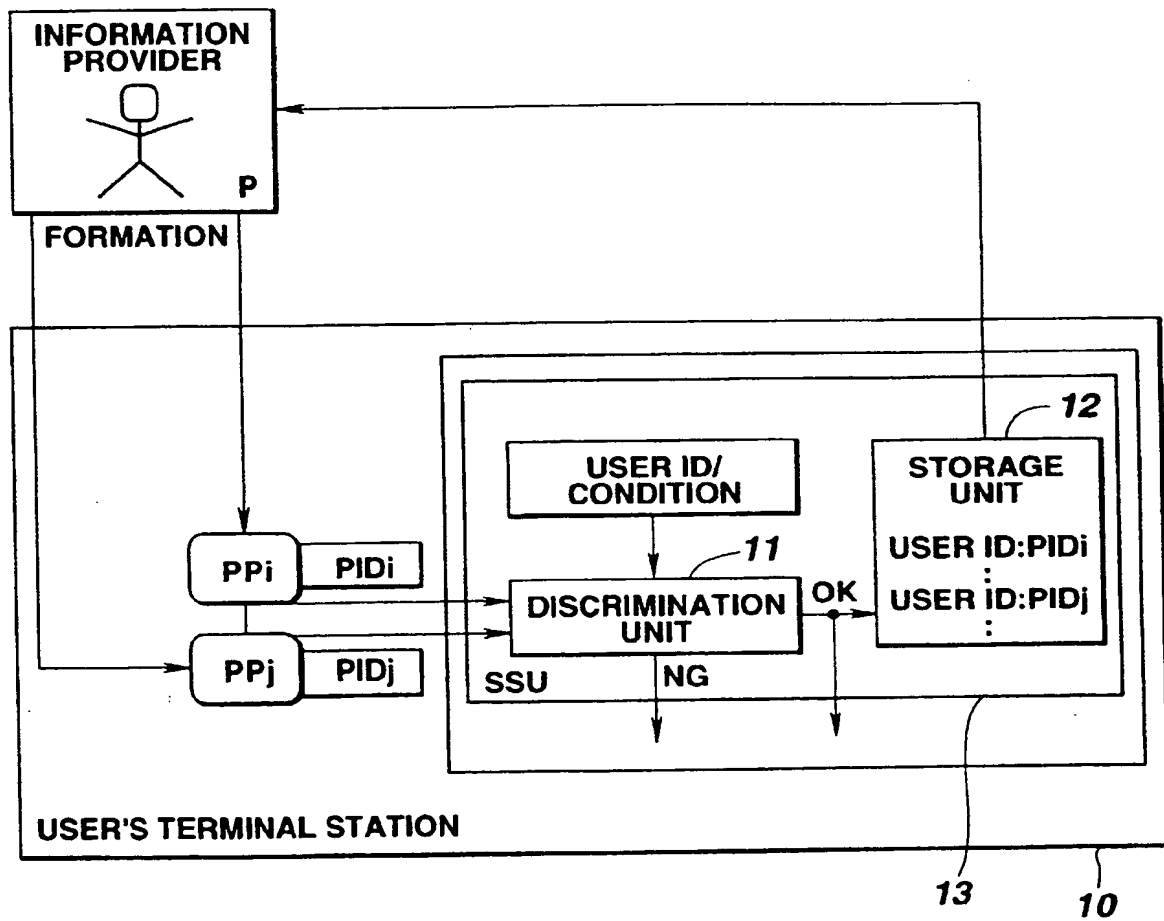 INFORMATION
PROVIDER
P
FORMATION
12
USER ID/
CONDITION
STORAGE
UNIT
11
USER ID:PIDi
PPi
PIDi
OK
USER ID:PIDj
DISCRIMINATION
UNIT
PPj
PIDj
SSU
NG
USER'S TERMINAL STATION
13
10